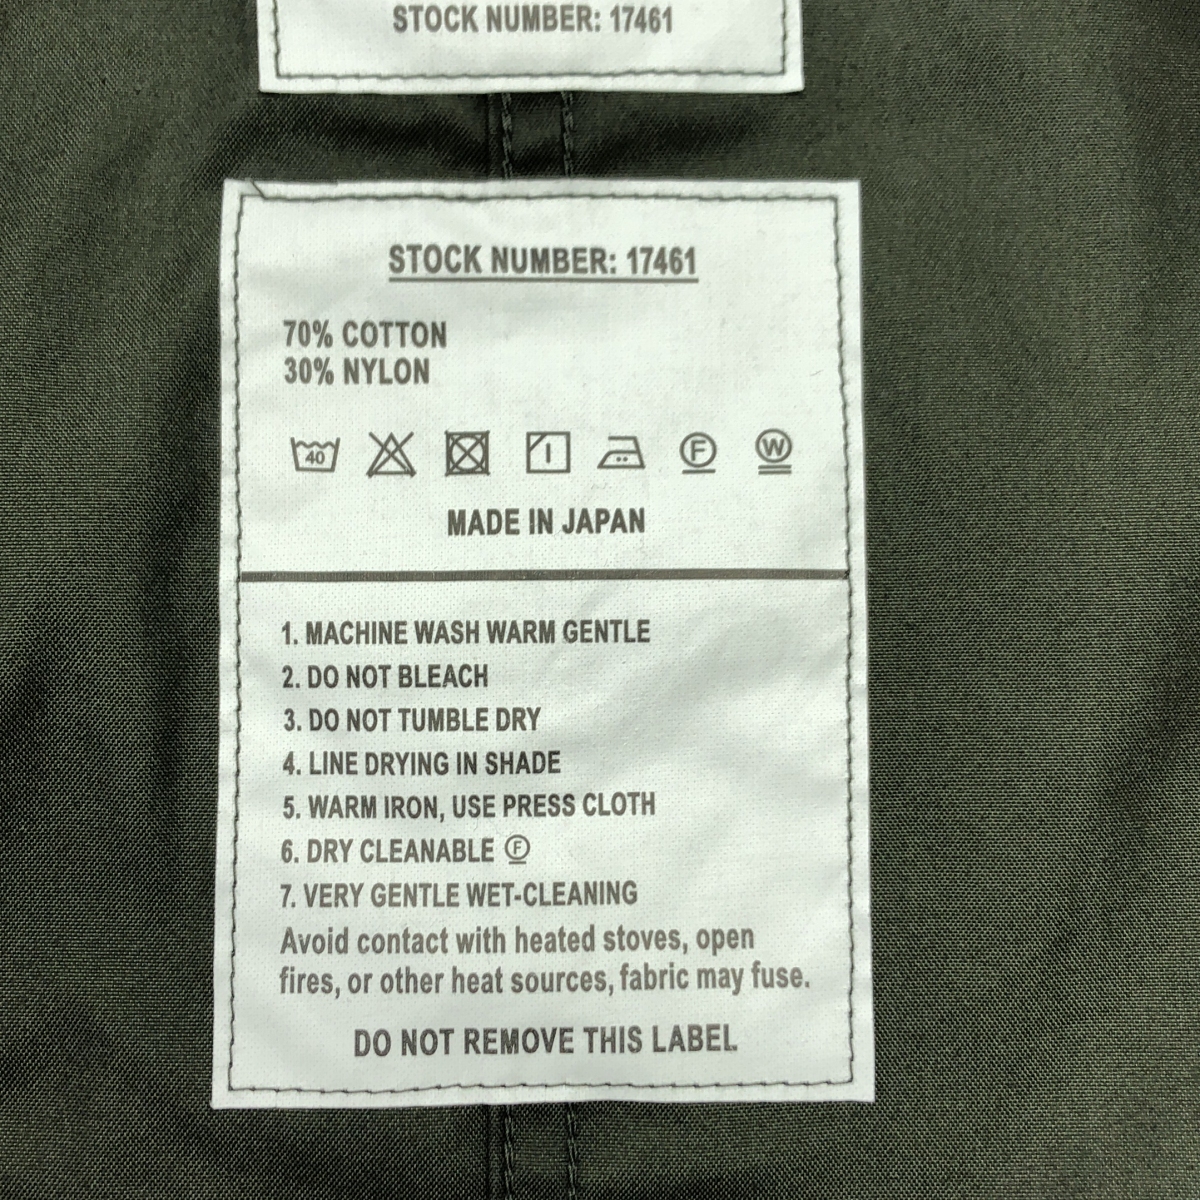 STOCK NUMBER: 17461
STOCK NUMBER: 17461
70% COTTON
30% NYLON
40 F W
MADE IN JAPAN
1. MACHINE WASH WARM GENTLE
2. DO NOT BLEACH
3. DO NOT TUMBLE DRY
4. LINE DRYING IN SHADE
5. WARM IRON, USE PRESS CLOTH
6. DRY CLEANABLE F
7. VERY GENTLE WET-CLEANING
Avoid contact with heated stoves, open
fires, or other heat sources, fabric may fuse.
DO NOT REMOVE THIS LABEL